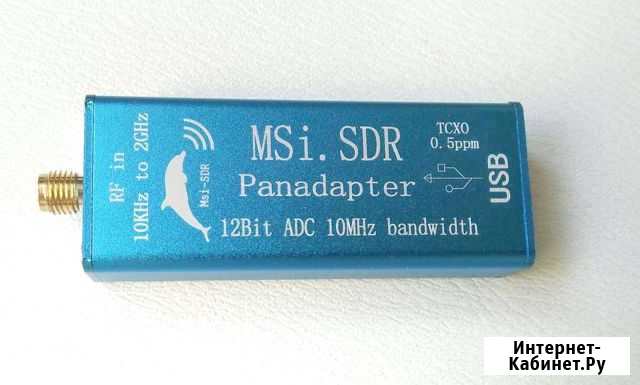 RF in
10KHz to 2GHz
Msi-SDR
MSi.SDR
Panadapter
12Bit ADC 10MHz bandwidth
TCXO
0.5ppm
USB
Интернет-
Кабинет.Ру